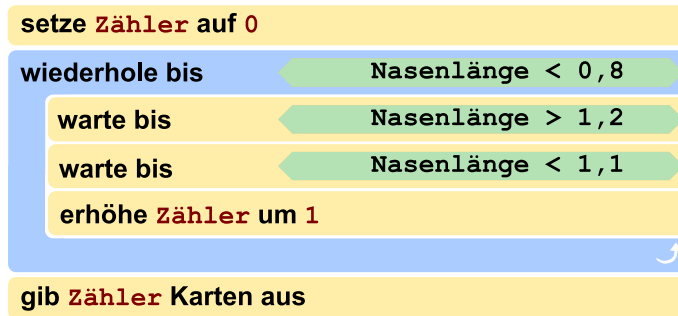 setze Zähler auf 0
wiederhole bis Nasenlänge < 0,8
warte bis Nasenlänge > 1,2
warte bis Nasenlänge < 1,1
erhöhe Zähler um 1
gib Zähler Karten aus